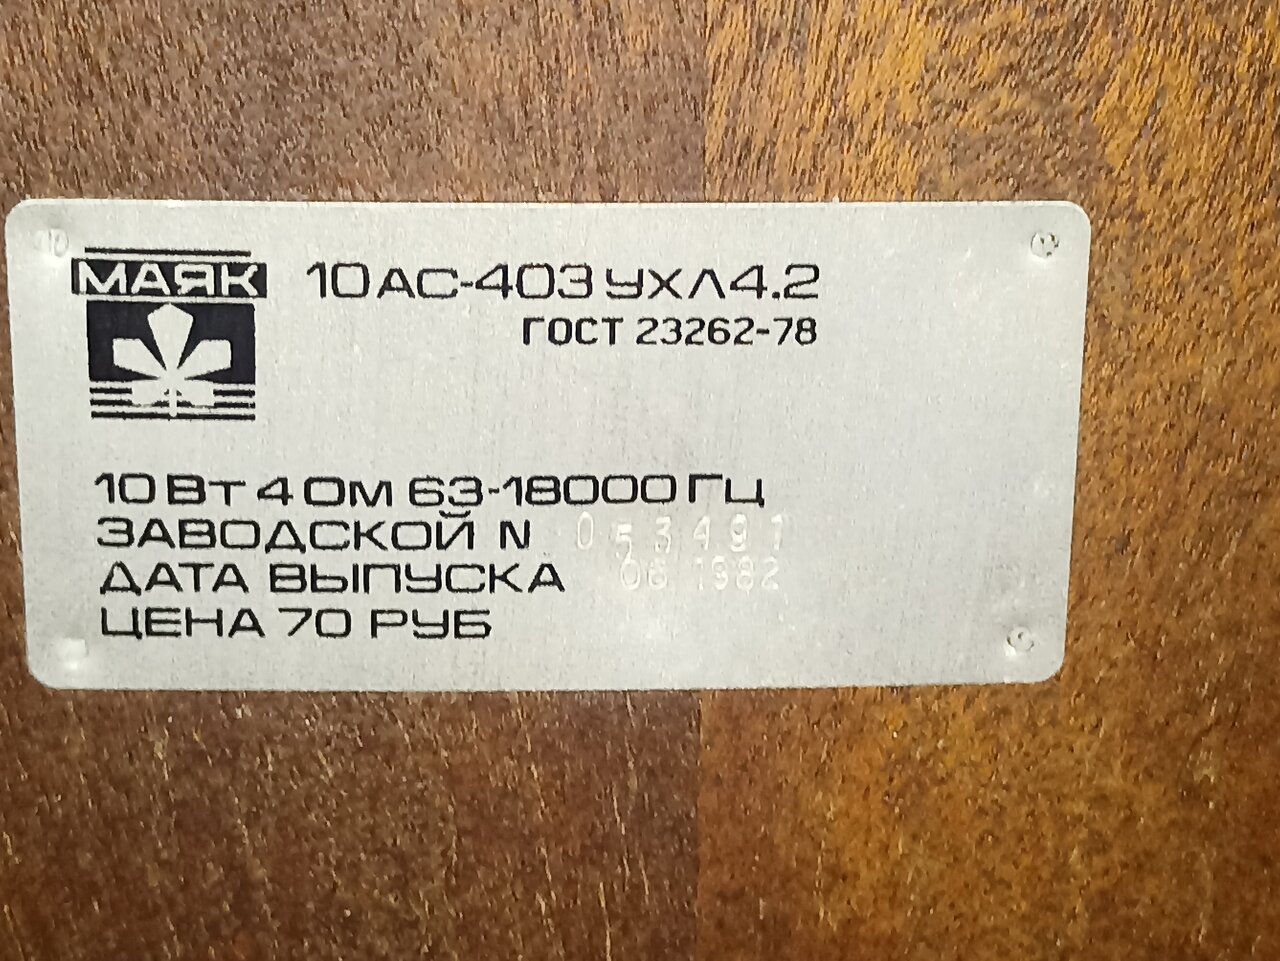 МАЯК
10АС-403 УХЛ4.2
ГОСТ 23262-78
10 Вт 4 Ом 63-18000 Гц
ЗАВОДСКОЙ N 053491
ДАТА ВЫПУСКА 06 1982
ЦЕНА 70 РУБ